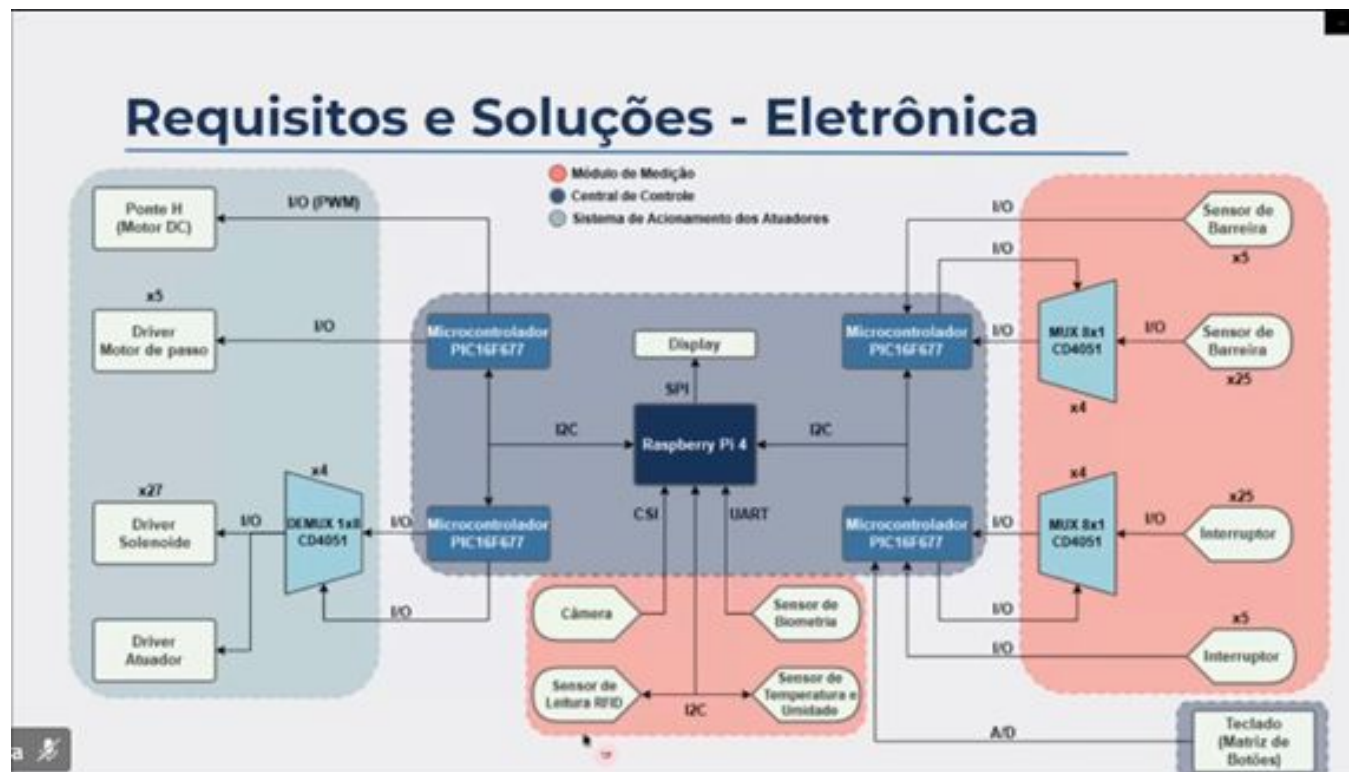 Requisitos e Soluções - Eletrônica
Módulo de Medição
Central de Controle
Sistema de Acionamento dos Atuadores
Ponte H
(Motor DC)
I/O (PWM)
x5
Driver
Motor de passo
I/O
x27
Driver
Solenoide
I/O
x4
DEMUX 1x8
CD4051
I/O
I/O
Driver
Atuador
Microcontrolador
PIC16F677
Microcontrolador
PIC16F677
Display
SPI
I2C
Raspberry Pi 4
I2C
CSI
UART
Microcontrolador
PIC16F677
Microcontrolador
PIC16F677
Câmera
Sensor de
Biometria
Sensor de
Leitura RFID
I2C
Sensor de
Temperatura e
Umidade
I/O
Sensor de
Barreira
x5
I/O
I/O
MUX 8x1
CD4051
x4
I/O
Sensor de
Barreira
x25
x4
I/O
MUX 8x1
CD4051
I/O
x25
Interruptor
I/O
x5
I/O
Interruptor
A/D
Teclado
(Matriz de
Botões)
a